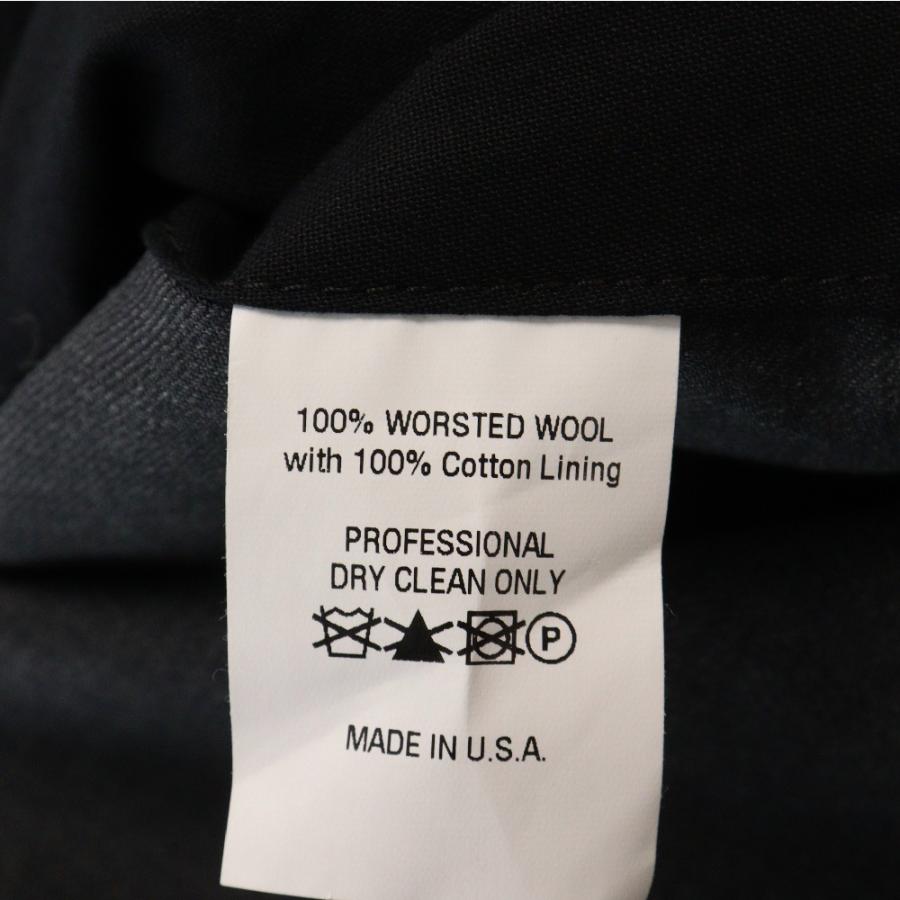 100% WORSTED WOOL
with 100% Cotton Lining
PROFESSIONAL
DRY CLEAN ONLY
P
MADE IN U.S.A.